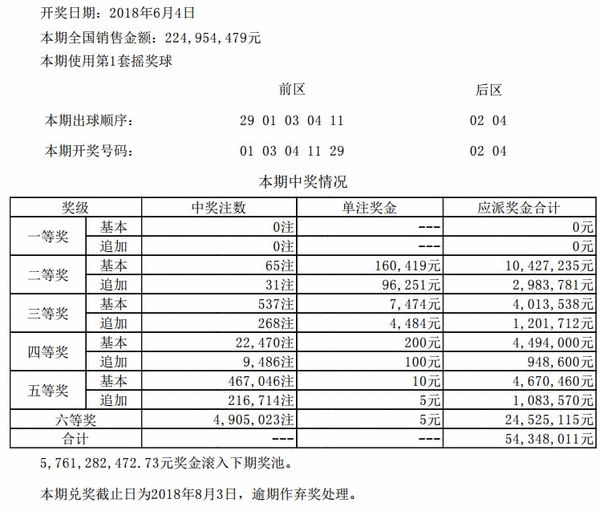 开奖日期：2018年6月4日
本期全国销售金额：224,954,479元
本期使用第1套摇奖球
前区 后区
本期出球顺序： 29 01 03 04 11 02 04
本期开奖号码： 01 03 04 11 29 02 04
本期中奖情况
奖级 中奖注数 单注奖金 应派奖金合计
一等奖 基本 0注 --- 0元
追加 0注 --- 0元
二等奖 基本 65注 160,419元 10,427,235元
追加 31注 96,251元 2,983,781元
三等奖 基本 537注 7,474元 4,013,538元
追加 268注 4,484元 1,201,712元
四等奖 基本 22,470注 200元 4,494,000元
追加 9,486注 100元 948,600元
五等奖 基本 467,046注 10元 4,670,460元
追加 216,714注 5元 1,083,570元
六等奖 4,905,023注 5元 24,525,115元
合计 --- --- 54,348,011元
5,761,282,472.73元奖金滚入下期奖池。
本期兑奖截止日为2018年8月3日，逾期作弃奖处理。